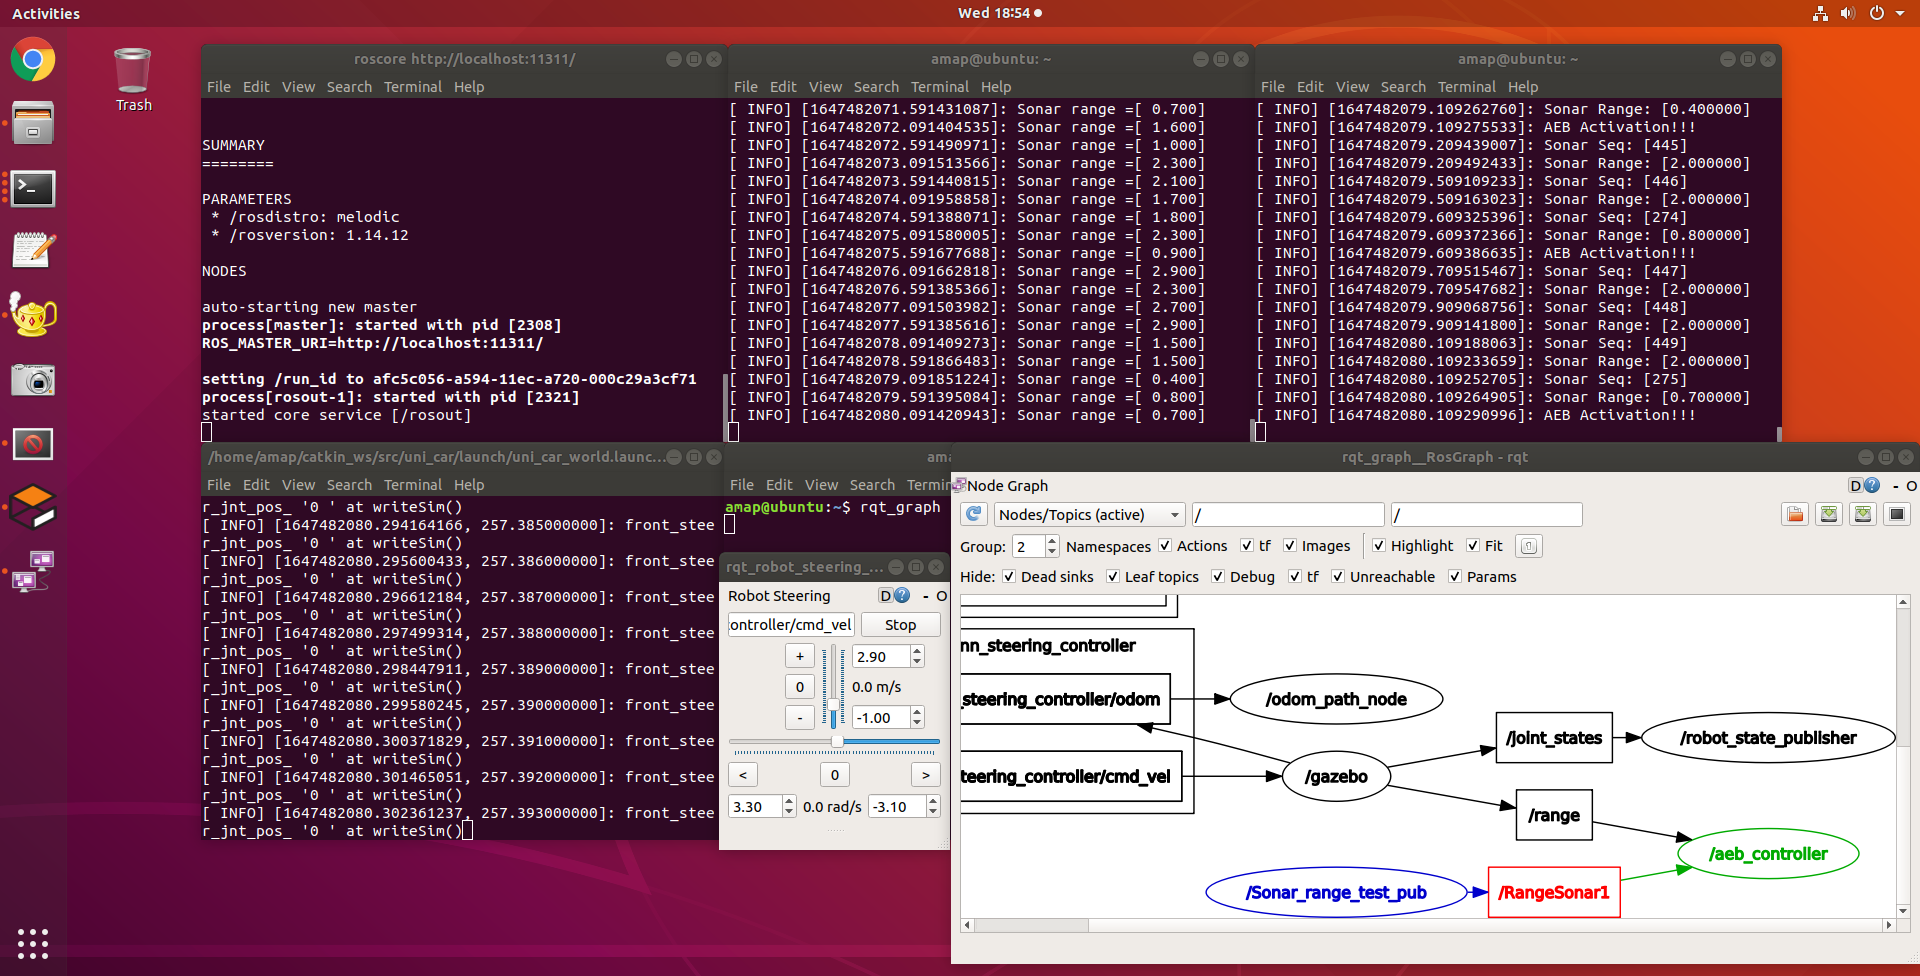 Activities
Wed 18:54
Trash
roscore http://localhost:11311/
File Edit View Search Terminal Help
SUMMARY
========
PARAMETERS
* /rosdistro: melodic
* /rosversion: 1.14.12
NODES
auto-starting new master
process[master]: started with pid [2308]
ROS_MASTER_URI=http://localhost:11311/
setting /run_id to afc5c056-a594-11ec-a720-000c29a3cf71
process[rosout-1]: started with pid [2321]
started core service [/rosout]
amap@ubuntu: ~
File Edit View Search Terminal Help
[ INFO] [1647482071.591431087]: Sonar range =[ 0.700]
[ INFO] [1647482072.091404535]: Sonar range =[ 1.600]
[ INFO] [1647482072.591490971]: Sonar range =[ 1.000]
[ INFO] [1647482073.091513566]: Sonar range =[ 2.300]
[ INFO] [1647482073.591440815]: Sonar range =[ 2.100]
[ INFO] [1647482074.091958858]: Sonar range =[ 1.700]
[ INFO] [1647482074.591388071]: Sonar range =[ 1.800]
[ INFO] [1647482075.091580005]: Sonar range =[ 2.300]
[ INFO] [1647482075.591677688]: Sonar range =[ 0.900]
[ INFO] [1647482076.091662818]: Sonar range =[ 2.900]
[ INFO] [1647482076.591385366]: Sonar range =[ 2.300]
[ INFO] [1647482077.091503982]: Sonar range =[ 2.700]
[ INFO] [1647482077.591385616]: Sonar range =[ 2.900]
[ INFO] [1647482078.091409273]: Sonar range =[ 1.500]
[ INFO] [1647482078.591866483]: Sonar range =[ 1.500]
[ INFO] [1647482079.091851224]: Sonar range =[ 0.400]
[ INFO] [1647482079.591395084]: Sonar range =[ 0.800]
[ INFO] [1647482080.091420943]: Sonar range =[ 0.700]
amap@ubuntu: ~
File Edit View Search Terminal Help
[ INFO] [1647482079.109262760]: Sonar Range: [0.400000]
[ INFO] [1647482079.109275533]: AEB Activation!!!
[ INFO] [1647482079.209439007]: Sonar Seq: [445]
[ INFO] [1647482079.209492433]: Sonar Range: [2.000000]
[ INFO] [1647482079.509109233]: Sonar Seq: [446]
[ INFO] [1647482079.509163023]: Sonar Range: [2.000000]
[ INFO] [1647482079.609325396]: Sonar Seq: [274]
[ INFO] [1647482079.609372366]: Sonar Range: [0.800000]
[ INFO] [1647482079.609386635]: AEB Activation!!!
[ INFO] [1647482079.709515467]: Sonar Seq: [447]
[ INFO] [1647482079.709547682]: Sonar Range: [2.000000]
[ INFO] [1647482079.909068756]: Sonar Seq: [448]
[ INFO] [1647482079.909141800]: Sonar Range: [2.000000]
[ INFO] [1647482080.109188063]: Sonar Seq: [449]
[ INFO] [1647482080.109233659]: Sonar Range: [2.000000]
[ INFO] [1647482080.109252705]: Sonar Seq: [275]
[ INFO] [1647482080.109264905]: Sonar Range: [0.700000]
[ INFO] [1647482080.109290996]: AEB Activation!!!
/home/amap/catkin_ws/src/uni_car/launch/uni_car_world.launc...
File Edit View Search Terminal Help
r_jnt_pos_ '0 ' at writeSim()
[ INFO] [1647482080.294164166, 257.385000000]: front_stee
r_jnt_pos_ '0 ' at writeSim()
[ INFO] [1647482080.295600433, 257.386000000]: front_stee
r_jnt_pos_ '0 ' at writeSim()
[ INFO] [1647482080.296612184, 257.387000000]: front_stee
r_jnt_pos_ '0 ' at writeSim()
[ INFO] [1647482080.297499314, 257.388000000]: front_stee
r_jnt_pos_ '0 ' at writeSim()
[ INFO] [1647482080.298447911, 257.389000000]: front_stee
r_jnt_pos_ '0 ' at writeSim()
[ INFO] [1647482080.299580245, 257.390000000]: front_stee
r_jnt_pos_ '0 ' at writeSim()
[ INFO] [1647482080.300371829, 257.391000000]: front_stee
r_jnt_pos_ '0 ' at writeSim()
[ INFO] [1647482080.301465051, 257.392000000]: front_stee
r_jnt_pos_ '0 ' at writeSim()
[ INFO] [1647482080.302361237, 257.393000000]: front_stee
r_jnt_pos_ '0 ' at writeSim()
ama
File Edit View Search Termin
amap@ubuntu:~$ rqt_graph
rqt_robot_steering_...
Robot Steering
D ? - O
ontroller/cmd_vel Stop
+ 2.90
0 0.0 m/s
- -1.00
< 0 >
3.30 0.0 rad/s -3.10
rqt_graph__RosGraph - rqt
Node Graph
D ? - O
Nodes/Topics (active) / /
Group: 2 Namespaces Actions tf Images Highlight Fit
Hide: Dead sinks Leaf topics Debug tf Unreachable Params
nn_steering_controller
_steering_controller/odom
/odom_path_node
/joint_states
/robot_state_publisher
teering_controller/cmd_vel
/gazebo
/range
/aeb_controller
/Sonar_range_test_pub
/RangeSonar1